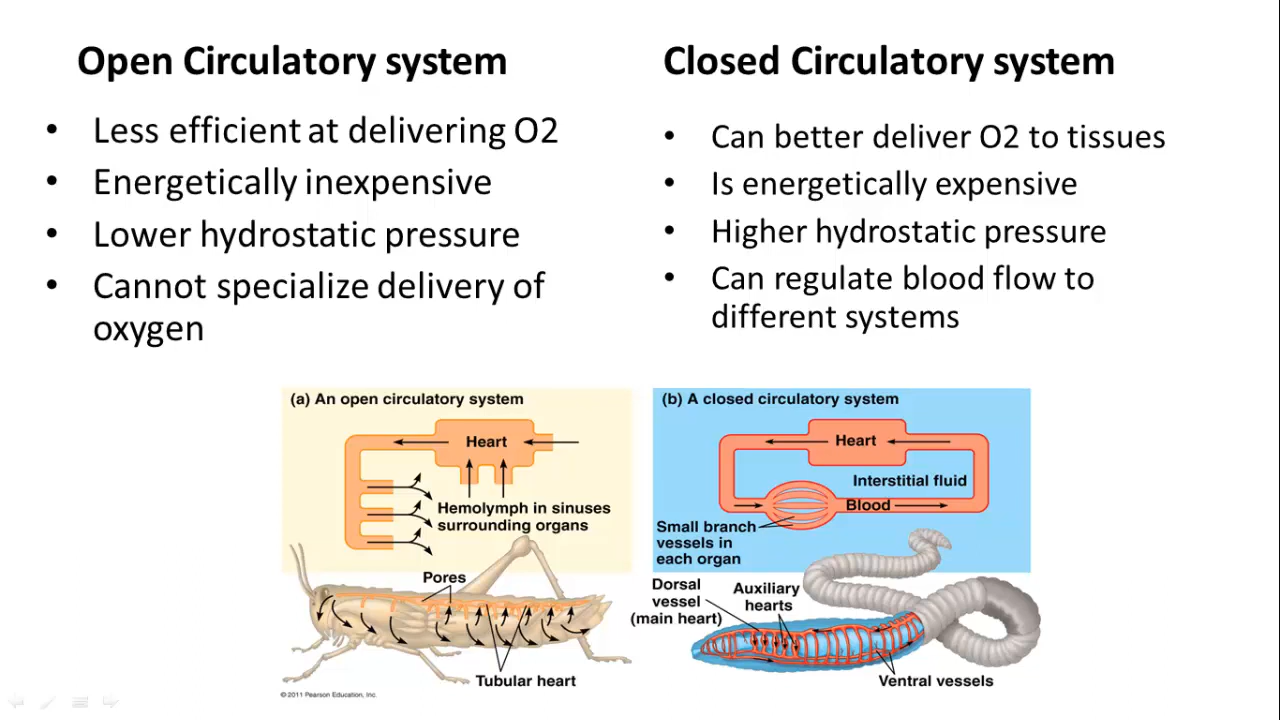 Open Circulatory system
• Less efficient at delivering O2
• Energetically inexpensive
• Lower hydrostatic pressure
• Cannot specialize delivery of
oxygen
Closed Circulatory system
• Can better deliver O2 to tissues
• Is energetically expensive
• Higher hydrostatic pressure
• Can regulate blood flow to
different systems
(a) An open circulatory system
Heart
Hemolymph in sinuses
surrounding organs
Pores
Tubular heart
© 2011 Pearson Education, Inc.
(b) A closed circulatory system
Heart
Interstitial fluid
Blood
Small branch
vessels in
each organ
Dorsal
vessel
(main heart)
Auxiliary
hearts
Ventral vessels